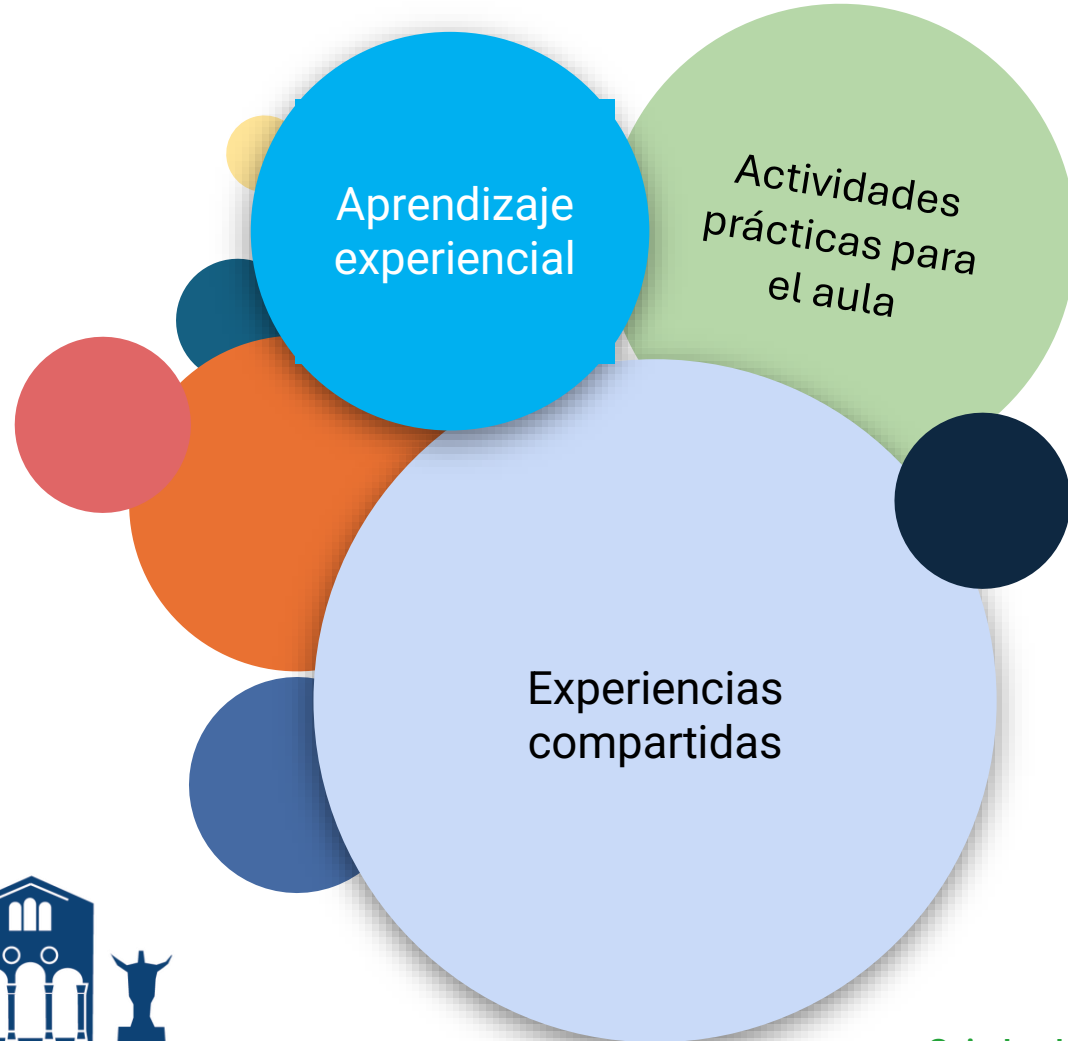 Aprendizaje
experiencial
Actividades
prácticas para
el aula
Experiencias
compartidas